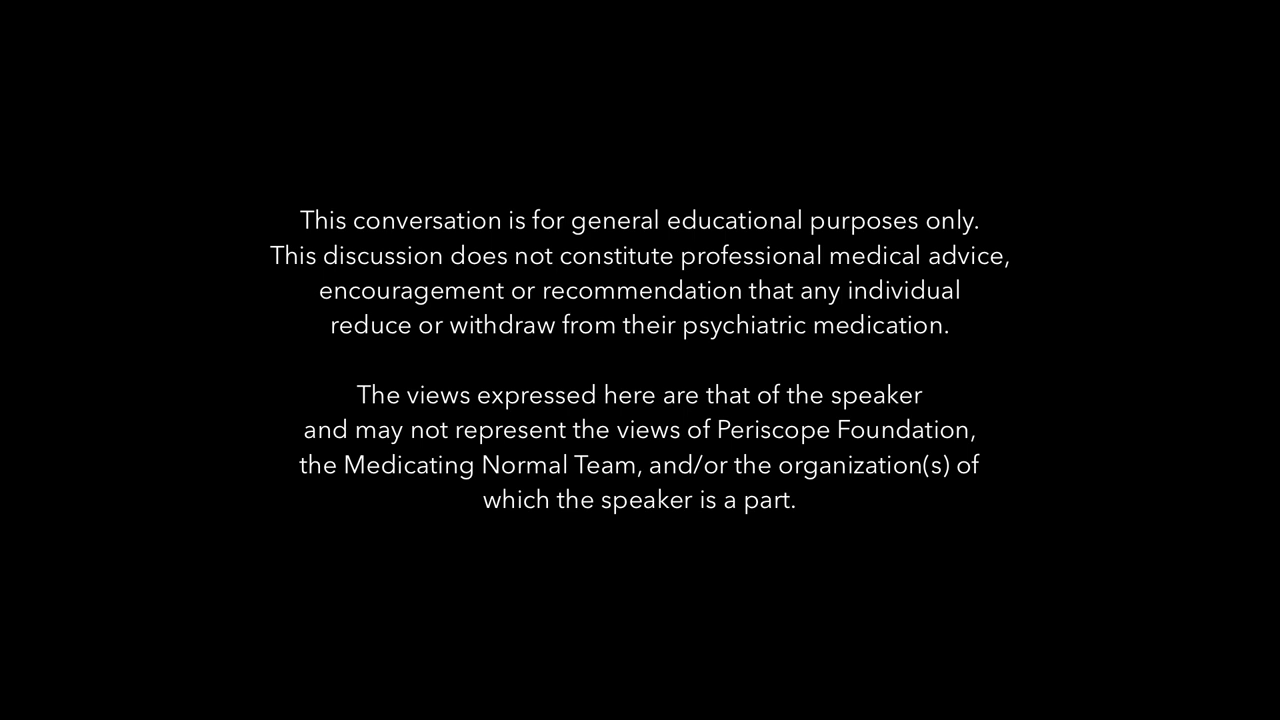 This conversation is for general educational purposes only.
This discussion does not constitute professional medical advice,
encouragement or recommendation that any individual
reduce or withdraw from their psychiatric medication.
The views expressed here are that of the speaker
and may not represent the views of Periscope Foundation,
the Medicating Normal Team, and/or the organization(s) of
which the speaker is a part.